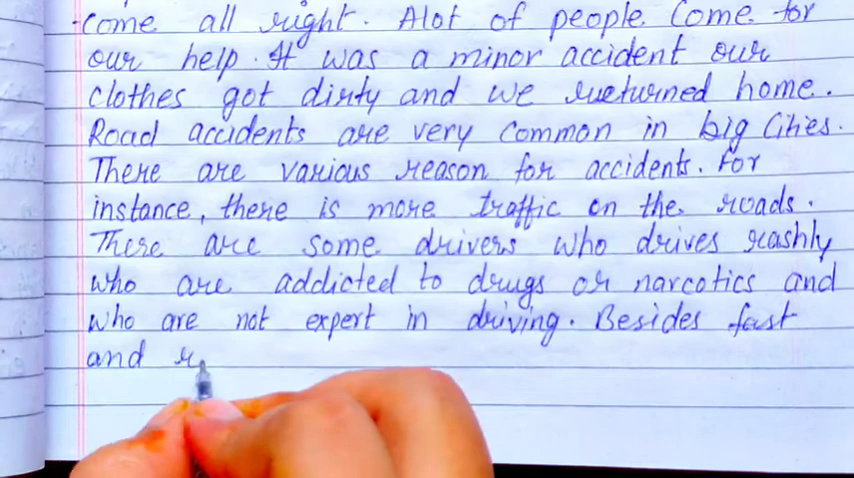 come all right. Alot of people come for
our help. It was a minor accident our
clothes got dirty and we returned home.
Road accidents are very common in big cities.
There are various reason for accidents. For
instance, there is more traffic on the roads.
There are some drivers who drives rashly
who are addicted to drugs or narcotics and
who are not expert in driving. Besides fast
and r